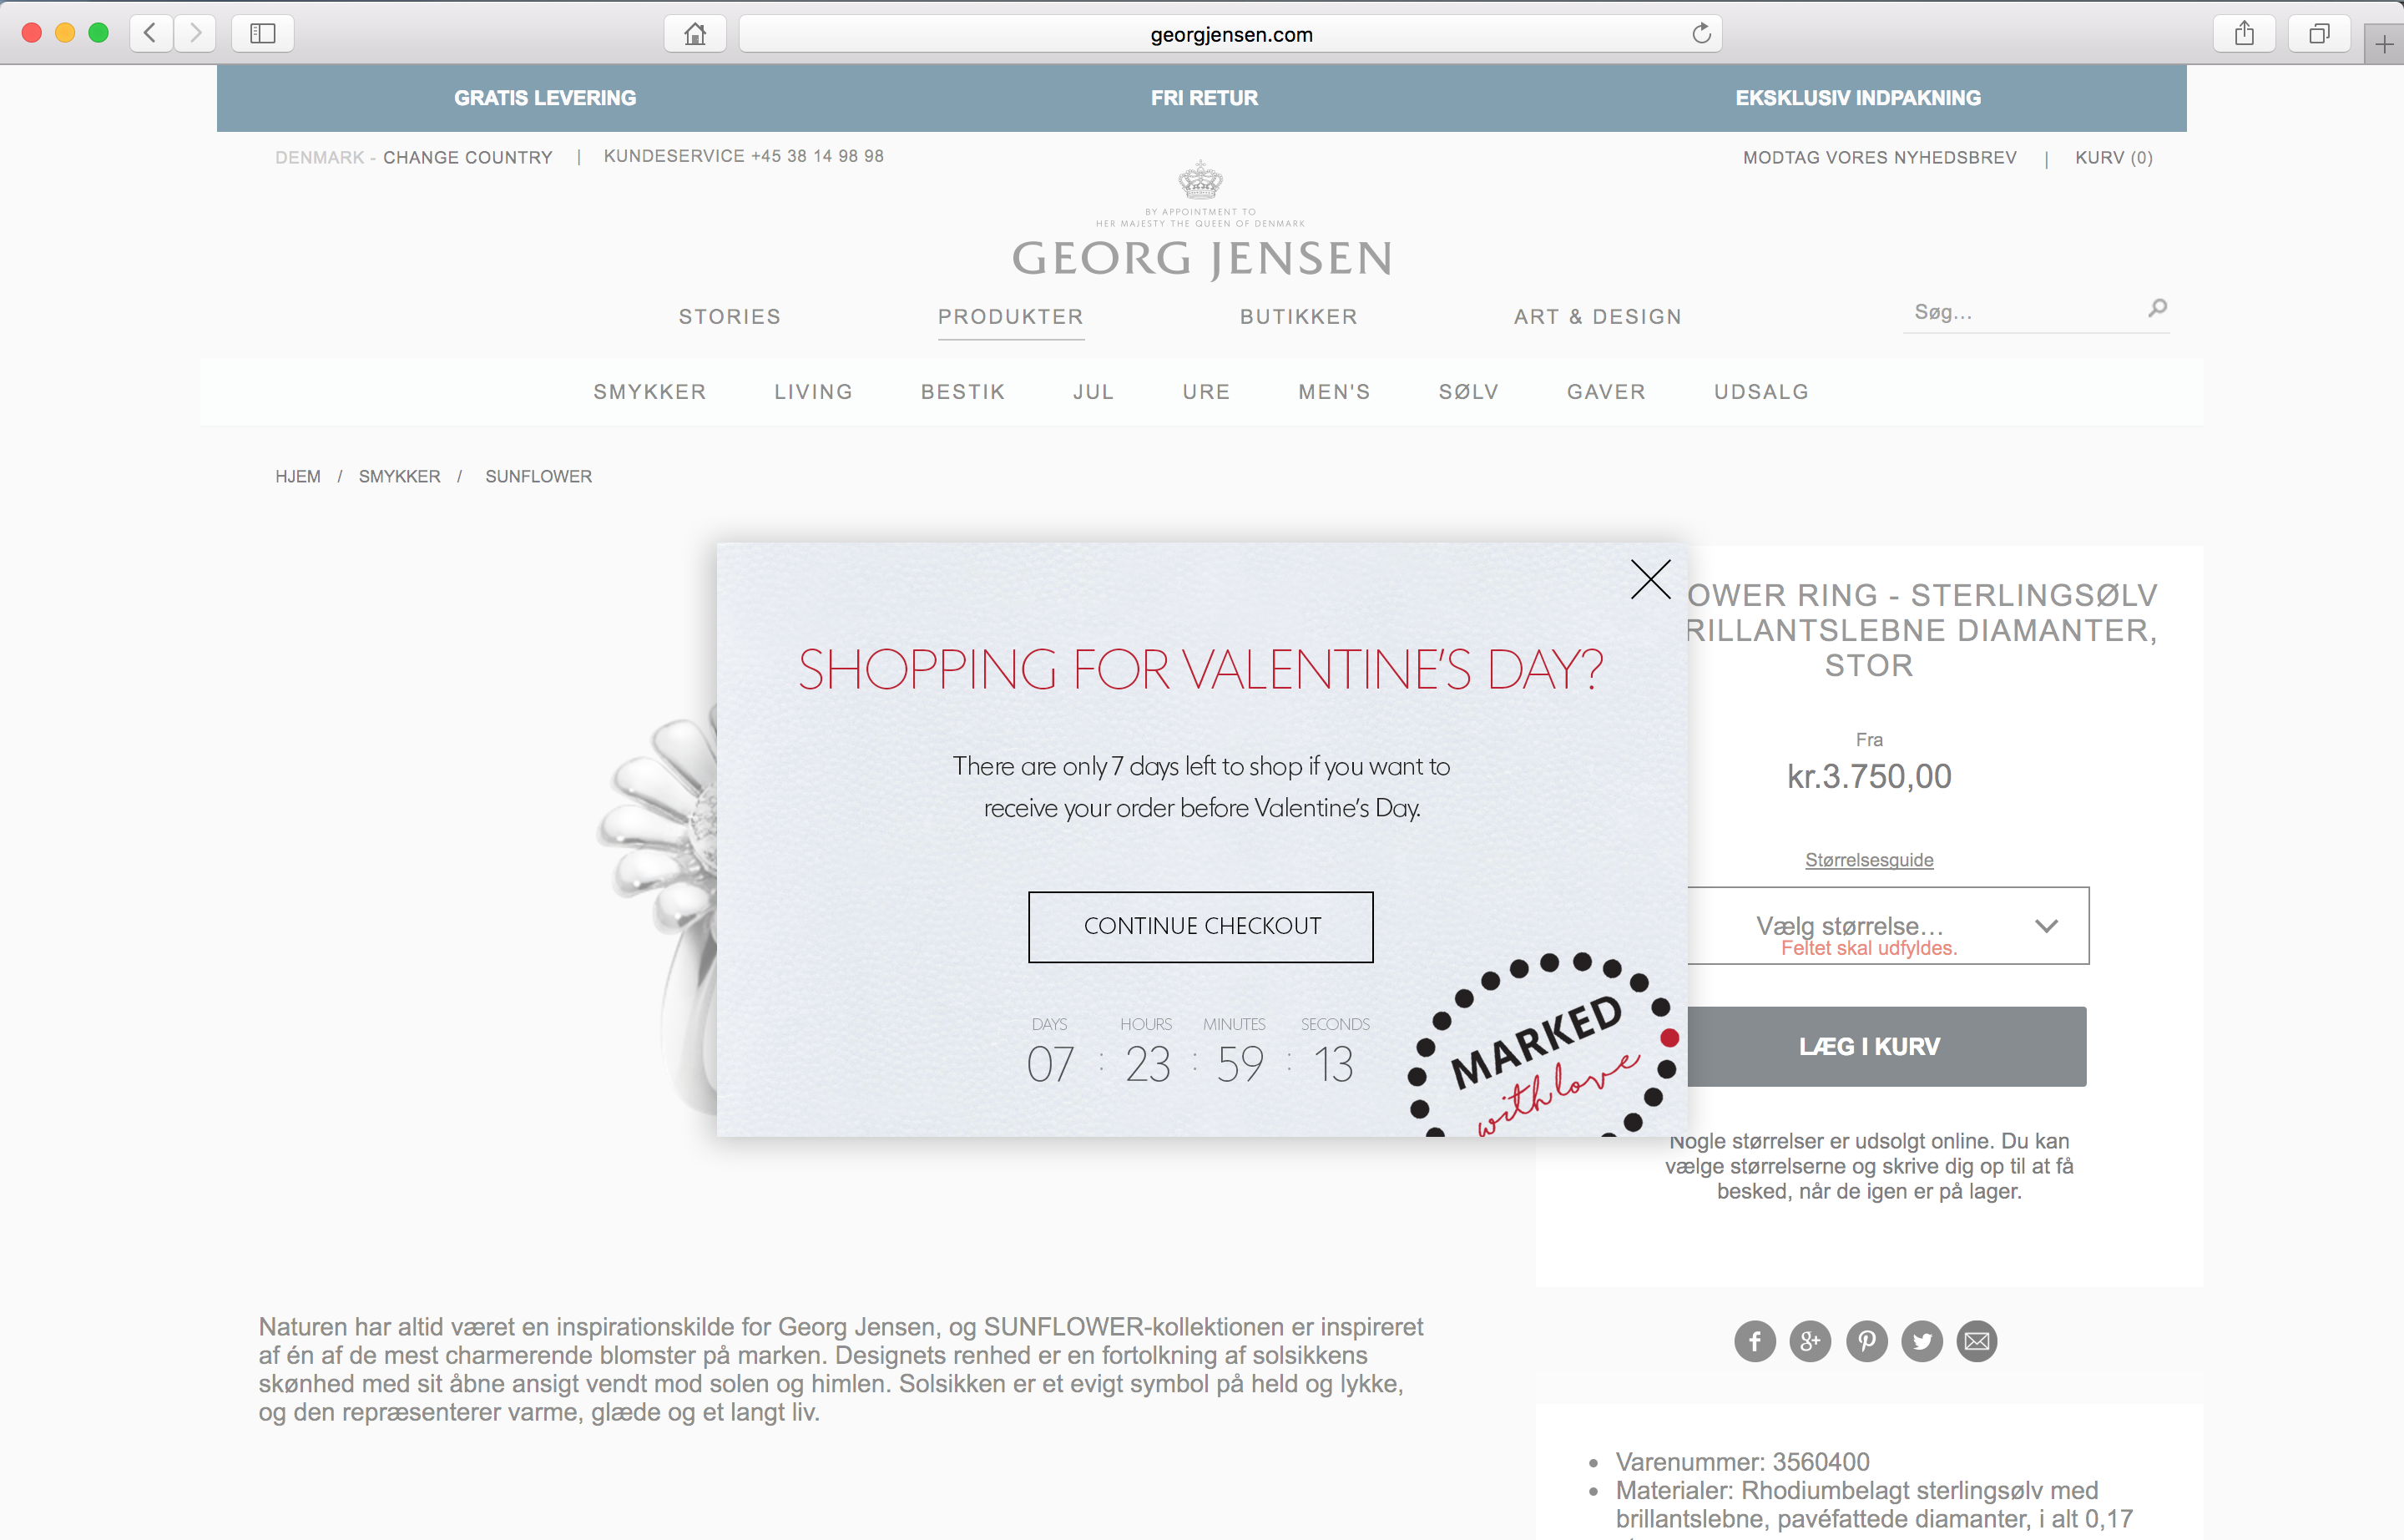 georgjensen.com
GRATIS LEVERING
FRI RETUR
EKSKLUSIV INDPAKNING
DENMARK - CHANGE COUNTRY | KUNDESERVICE +45 38 14 98 98
MODTAG VORES NYHEDSBREV | KURV (0)
BY APPOINTMENT TO
HER MAJESTY THE QUEEN OF DENMARK
GEORG JENSEN
STORIES
PRODUKTER
BUTIKKER
ART & DESIGN
Søg...
SMYKKER
LIVING
BESTIK
JUL
URE
MEN'S
SØLV
GAVER
UDSALG
HJEM / SMYKKER / SUNFLOWER
SHOPPING FOR VALENTINE'S DAY?
There are only 7 days left to shop if you want to
receive your order before Valentine's Day.
CONTINUE CHECKOUT
DAYS HOURS MINUTES SECONDS
07 : 23 : 59 : 13
MARKED
with love
OWER RING - STERLINGSØLV
RILLANTSLEBNE DIAMANTER,
STOR
Fra
kr.3.750,00
Størrelsesguide
Vælg størrelse...
Feltet skal udfyldes.
LÆG I KURV
Nogle størrelser er udsolgt online. Du kan
vælge størrelserne og skrive dig op til at få
besked, når de igen er på lager.
Naturen har altid været en inspirationskilde for Georg Jensen, og SUNFLOWER-kollektionen er inspireret
af én af de mest charmerende blomster på marken. Designets renhed er en fortolkning af solsikkens
skønhed med sit åbne ansigt vendt mod solen og himlen. Solsikken er et evigt symbol på held og lykke,
og den repræsenterer varme, glæde og et langt liv.
Varenummer: 3560400
Materialer: Rhodiumbelagt sterlingsølv med
brillantslebne, pavéfattede diamanter, i alt 0,17